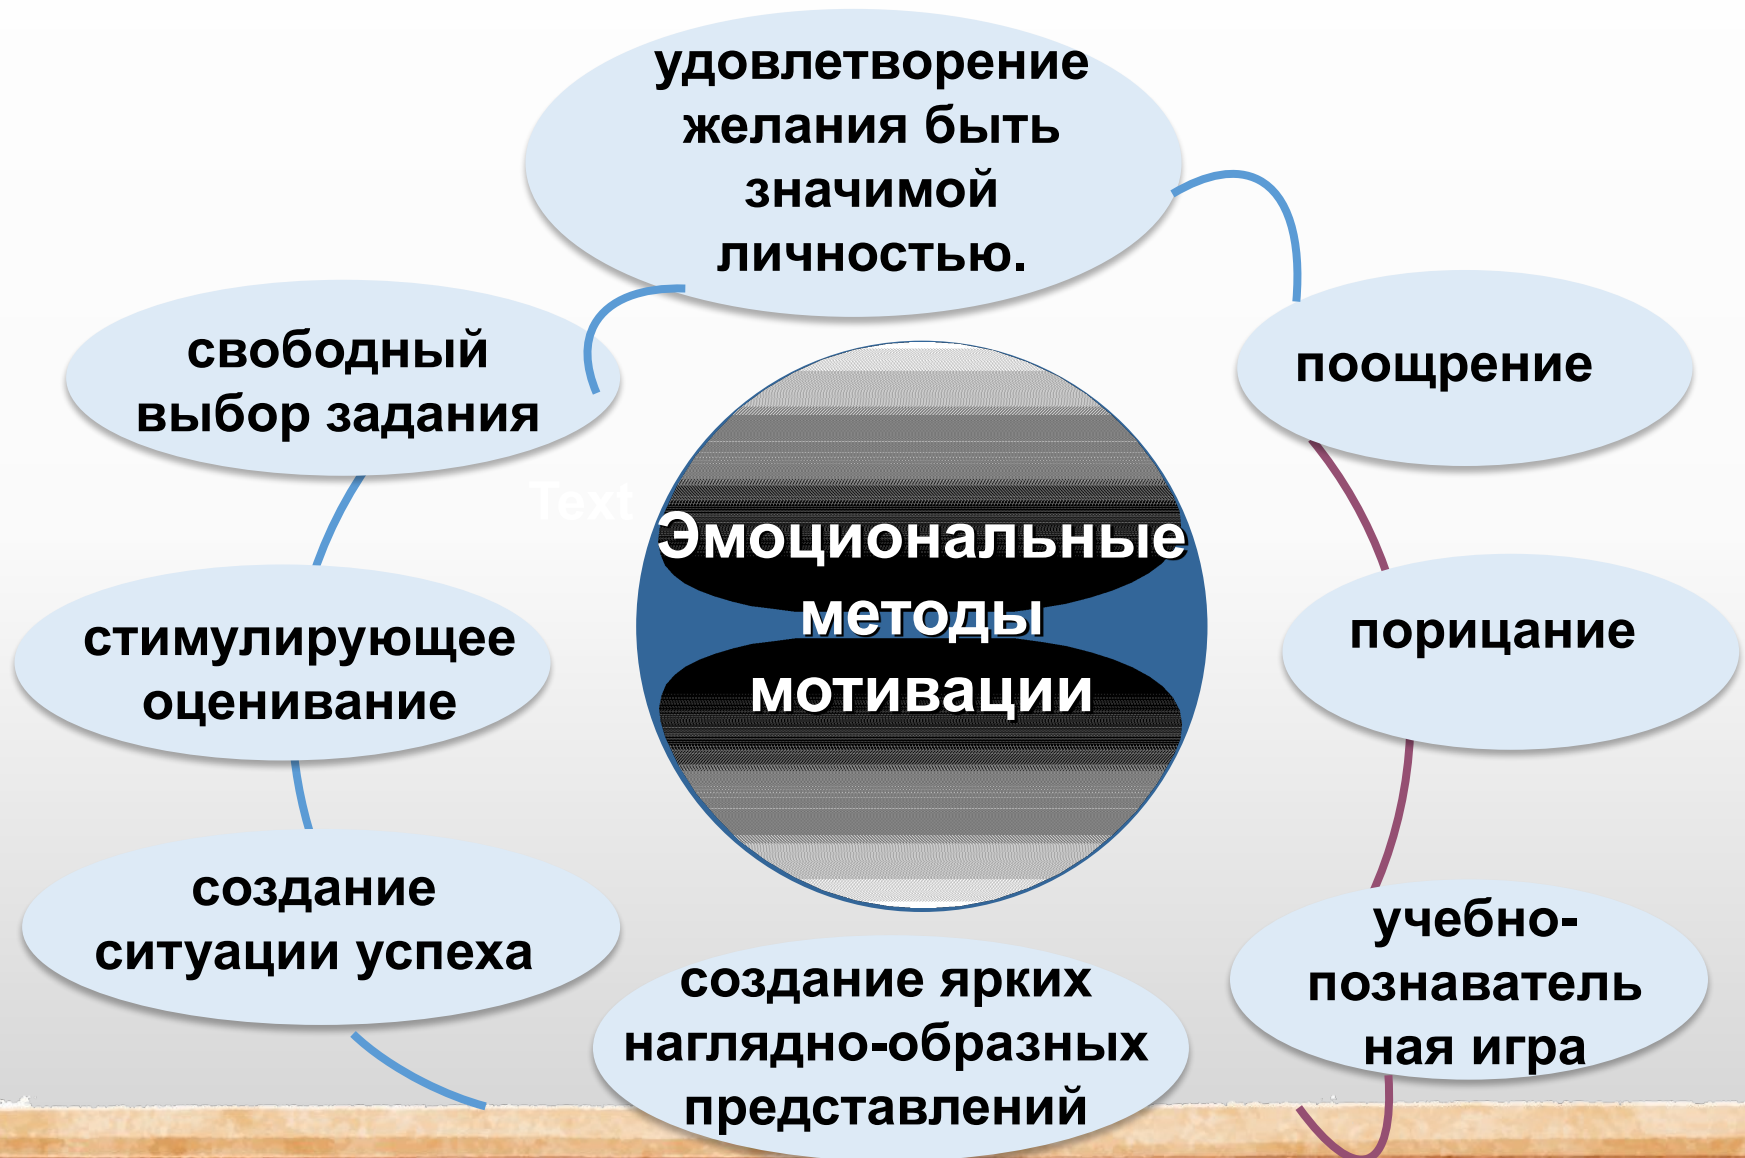 удовлетворение
желания быть
значимой
личностью.
свободный
выбор задания
поощрение
Text
Эмоциональные
методы
мотивации
стимулирующее
оценивание
порицание
создание
ситуации успеха
учебно-
познаватель
ная игра
создание ярких
наглядно-образных
представлений